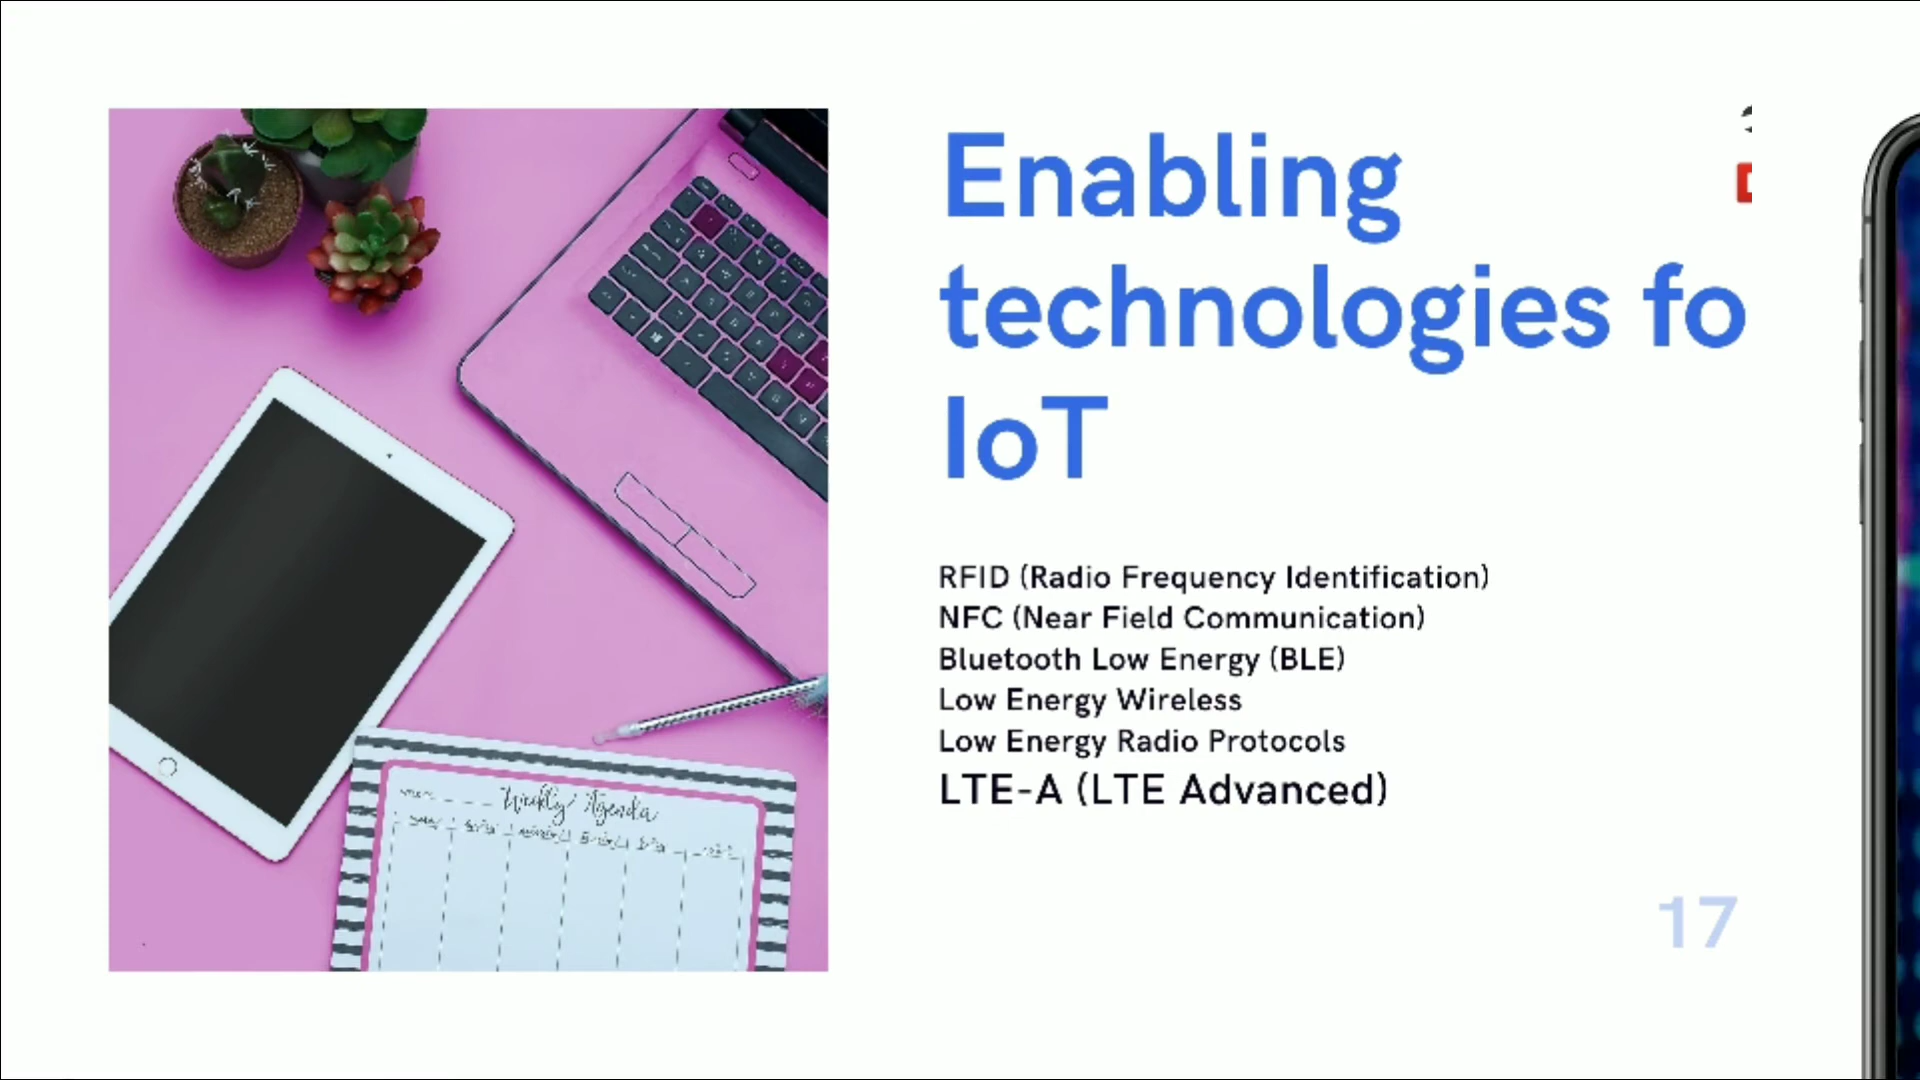 Enabling
technologies fo
IoT
RFID (Radio Frequency Identification)
NFC (Near Field Communication)
Bluetooth Low Energy (BLE)
Low Energy Wireless
Low Energy Radio Protocols
LTE-A (LTE Advanced)
Weekly Agenda
17